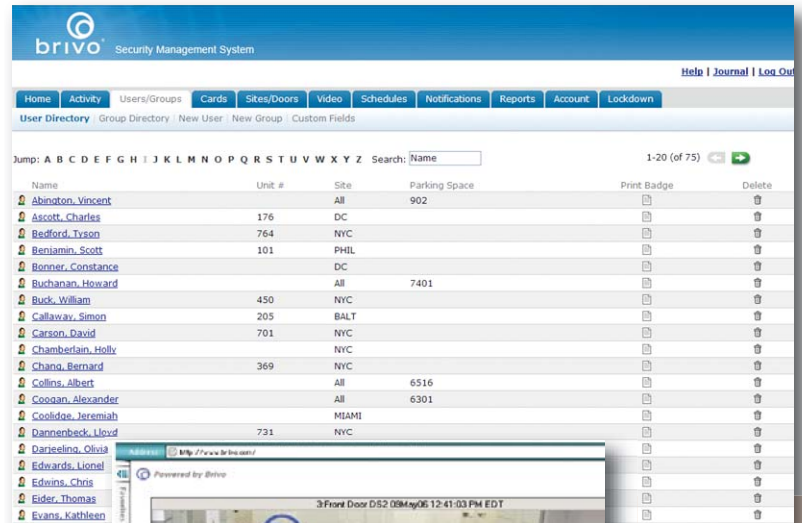 brivo Security Management System
Help | Journal | Log Out
Home Activity Users/Groups Cards Sites/Doors Video Schedules Notifications Reports Account Lockdown
User Directory | Group Directory | New User | New Group | Custom Fields
Jump: A B C D E F G H I J K L M N O P Q R S T U V W X Y Z Search: Name 1-20 (of 75)
Name Unit # Site Parking Space Print Badge Delete
Abington, Vincent All 902
Ascott, Charles 176 DC
Bedford, Tyson 764 NYC
Benjamin, Scott 101 PHIL
Bonner, Constance DC
Buchanan, Howard All 7401
Buck, William 450 NYC
Callaway, Simon 205 BALT
Carson, David 701 NYC
Chamberlain, Holly NYC
Chang, Bernard 369 NYC
Collins, Albert All 6516
Coogan, Alexander All 6301
Coolidge, Jeremiah MIAMI
Dannenbeck, Lloyd 731 NYC
Darjeeling, Olivia
Edwards, Lionel
Edwins, Chris
Eider, Thomas
Evans, Kathleen
Address http://www.brivo.com/
Powered by Brivo
Favorites
3:Front Door DS2 09May06 12:41:03 PM EDT